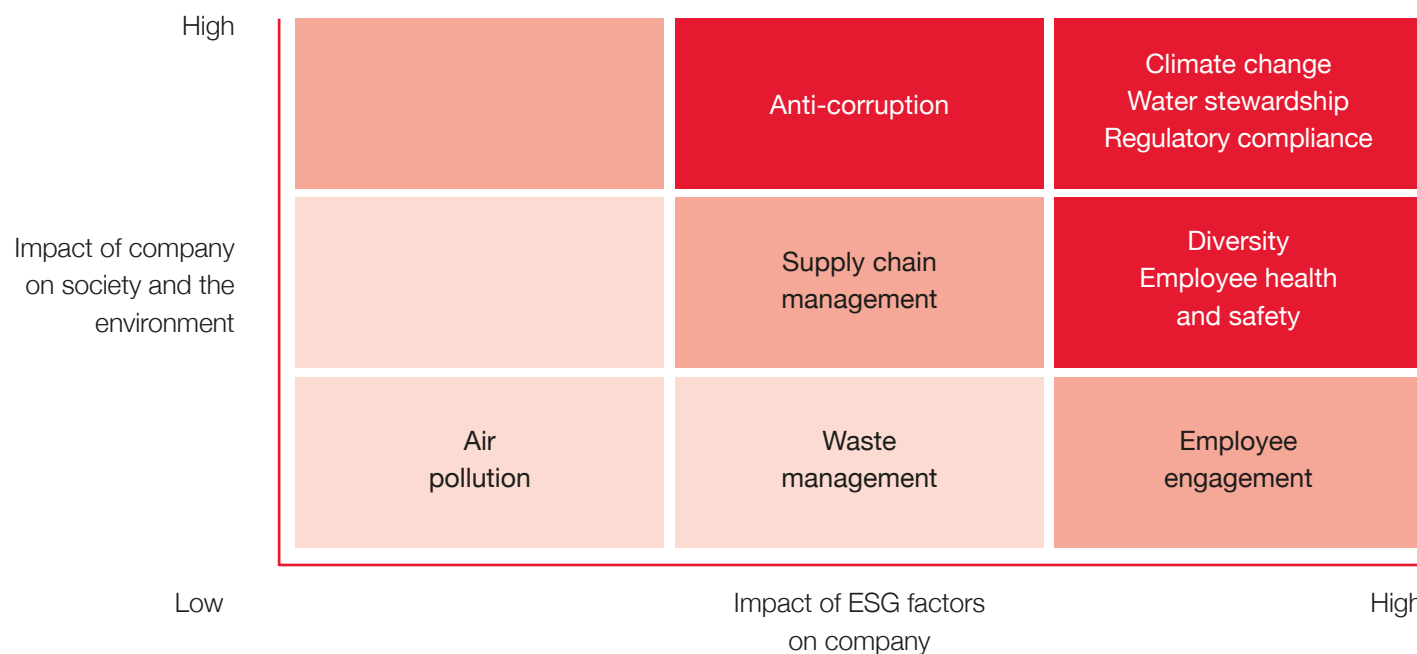 High
Anti-corruption
Climate change
Water stewardship
Regulatory compliance
Impact of company
on society and the
environment
Supply chain
management
Diversity
Employee health
and safety
Air
pollution
Waste
management
Employee
engagement
Low
Impact of ESG factors
on company
High